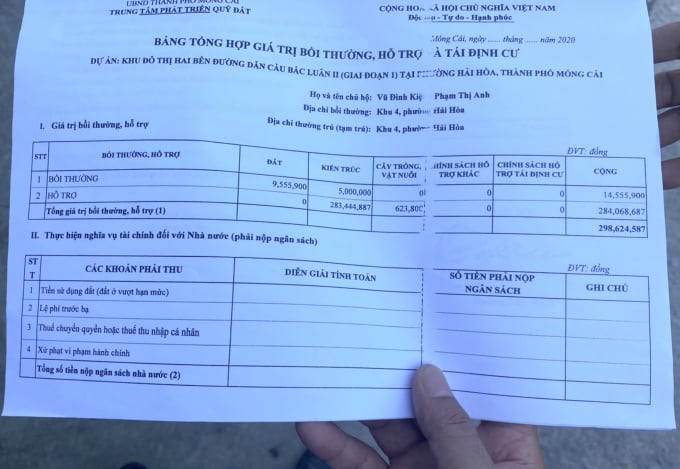 UBND THÀNH PHỐ MÓNG CÁI
TRUNG TÂM PHÁT TRIỂN QUỸ ĐẤT
CỘNG HOÀ XÃ HỘI CHỦ NGHĨA VIỆT NAM
Tự do - Hạnh phúc
Móng Cái, ngày ...... tháng ...... năm 2020
BẢNG TỔNG HỢP GIÁ TRỊ BỒI THƯỜNG, HỖ TRỢ VÀ TÁI ĐỊNH CƯ
DỰ ÁN: KHU ĐÔ THỊ HAI BÊN ĐƯỜNG DẪN CẦU BẮC LUÂN II (GIAI ĐOẠN 1) TẠI PHƯỜNG HẢI HÒA, THÀNH PHỐ MÓNG CÁI
Họ và tên chủ hộ: Vũ Đình Phạm Thị Anh
Địa chỉ bồi thường: Khu 4, phường Hải Hòa
Địa chỉ thường trú (tạm trú): Khu 4, phường Hải Hòa
I. Giá trị bồi thường, hỗ trợ
ĐVT: đồng
STT BỒI THƯỜNG, HỖ TRỢ ĐẤT KIẾN TRÚC CÂY TRỒNG, VẬT NUÔI CHÍNH SÁCH HỖ TRỢ KHÁC CHÍNH SÁCH HỖ TRỢ TÁI ĐỊNH CƯ CỘNG
1 BỒI THƯỜNG 9,555,900 5,000,000 0 0 0 14,555,900
2 HỖ TRỢ 0 283,444,887 623,800 0 0 284,068,687
Tổng giá trị bồi thường, hỗ trợ (1) 298,624,587
II. Thực hiện nghĩa vụ tài chính đối với Nhà nước (phải nộp ngân sách)
ĐVT: đồng
STT CÁC KHOẢN PHẢI THU DIỄN GIẢI TÍNH TOÁN SỐ TIỀN PHẢI NỘP NGÂN SÁCH GHI CHÚ
1 Tiền sử dụng đất (đất ở vượt hạn mức)
2 Lệ phí trước bạ
3 Thuế chuyển quyền hoặc thuế thu nhập cá nhân
4 Xử phạt vi phạm hành chính
Tổng số tiền nộp ngân sách nhà nước (2)